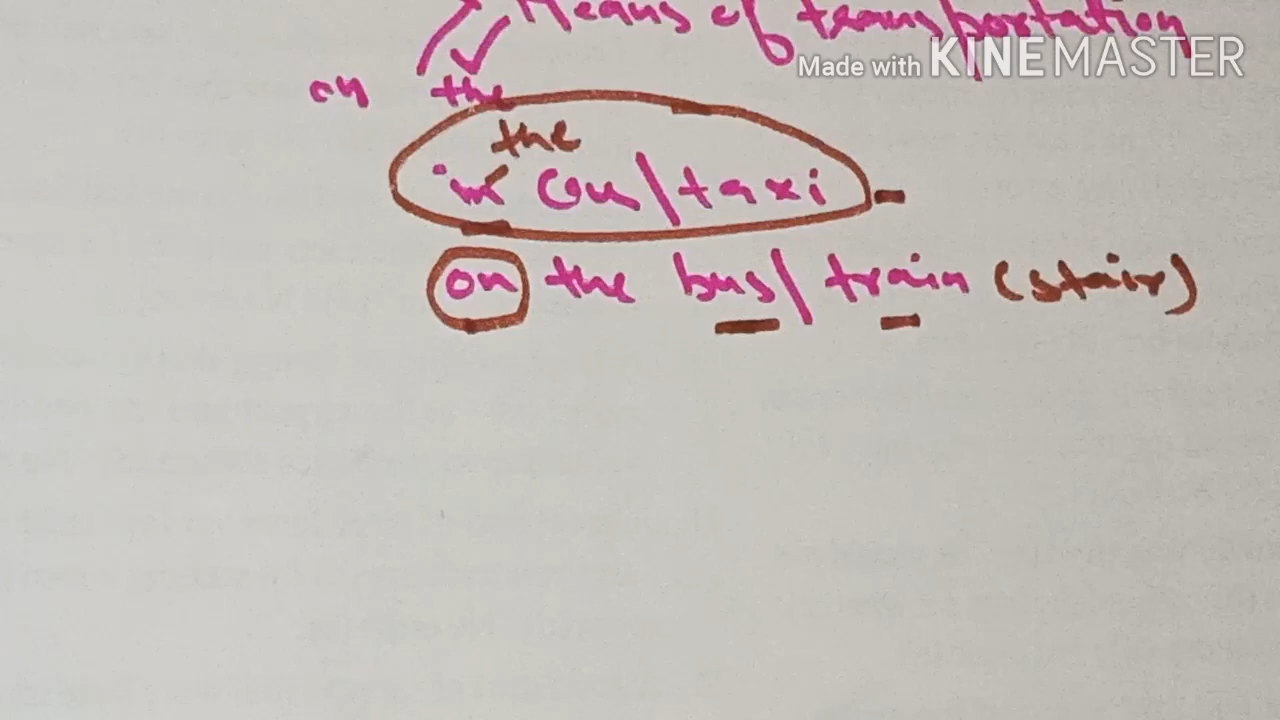 Means of transportation
Made with KINEMASTER
on the
the
in car/taxi
on the bus/train (stair)